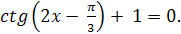 ctg(2x − π/3) + 1 = 0.